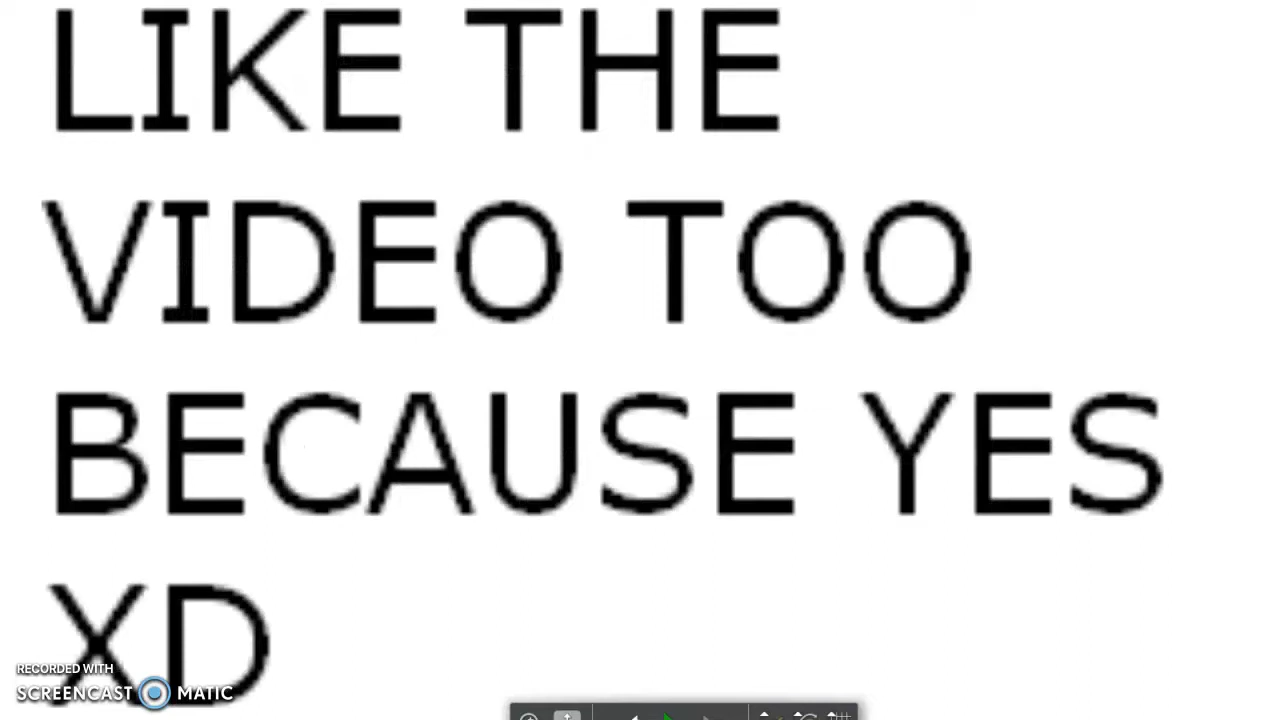 LIKE THE
VIDEO TOO
BECAUSE YES
XD
RECORDED WITH
SCREENCAST MATIC